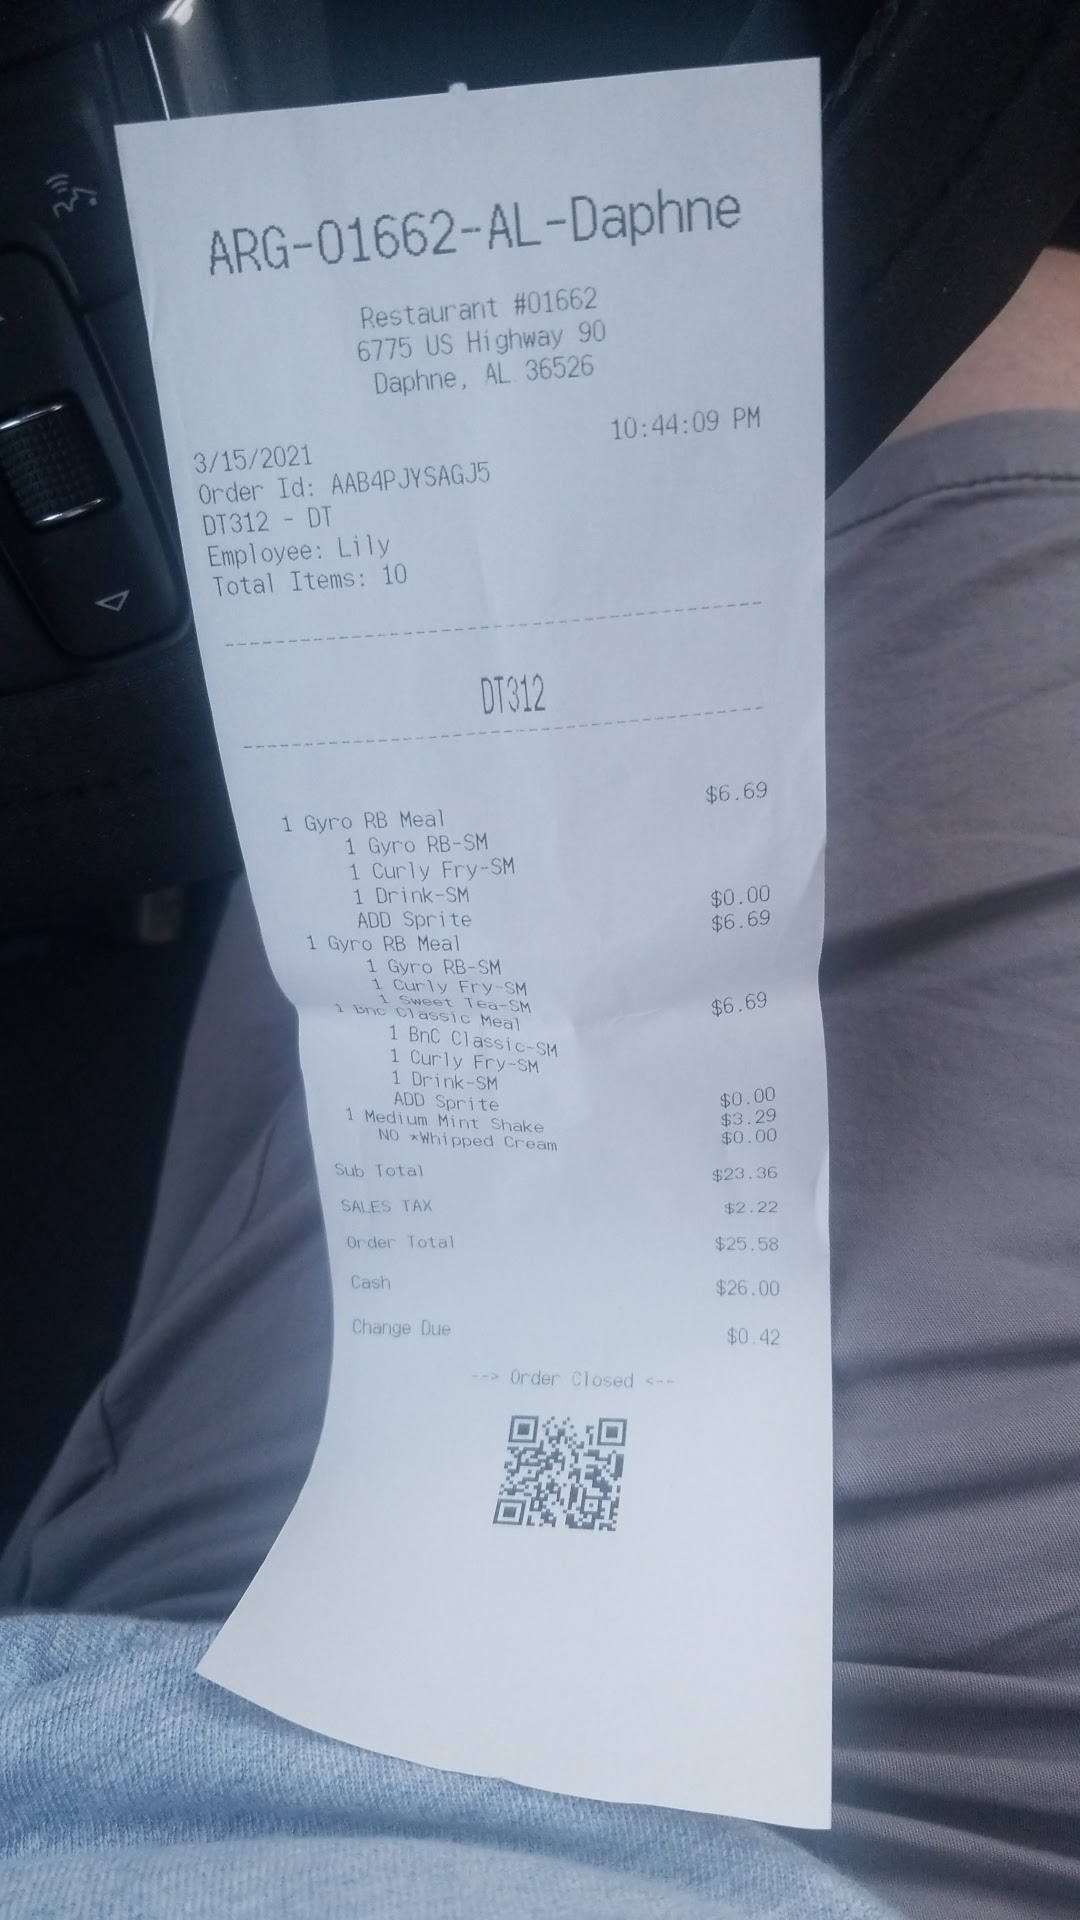 ARG-01662-AL-Daphne
Restaurant #01662
6775 US Highway 90
Daphne, AL 36526
3/15/2021 10:44:09 PM
Order Id: AAB4PJYSAGJ5
DT312 - DT
Employee: Lily
Total Items: 10
DT312
1 Gyro RB Meal $6.69
1 Gyro RB-SM
1 Curly Fry-SM
1 Drink-SM
ADD Sprite $0.00
1 Gyro RB Meal $6.69
1 Gyro RB-SM
1 Curly Fry-SM
1 Sweet Tea-SM
1 BnC Classic Meal $6.69
1 BnC Classic-SM
1 Curly Fry-SM
1 Drink-SM
ADD Sprite $0.00
1 Medium Mint Shake $3.29
NO *Whipped Cream $0.00
Sub Total $23.36
SALES TAX $2.22
Order Total $25.58
Cash $26.00
Change Due $0.42
--> Order Closed <--